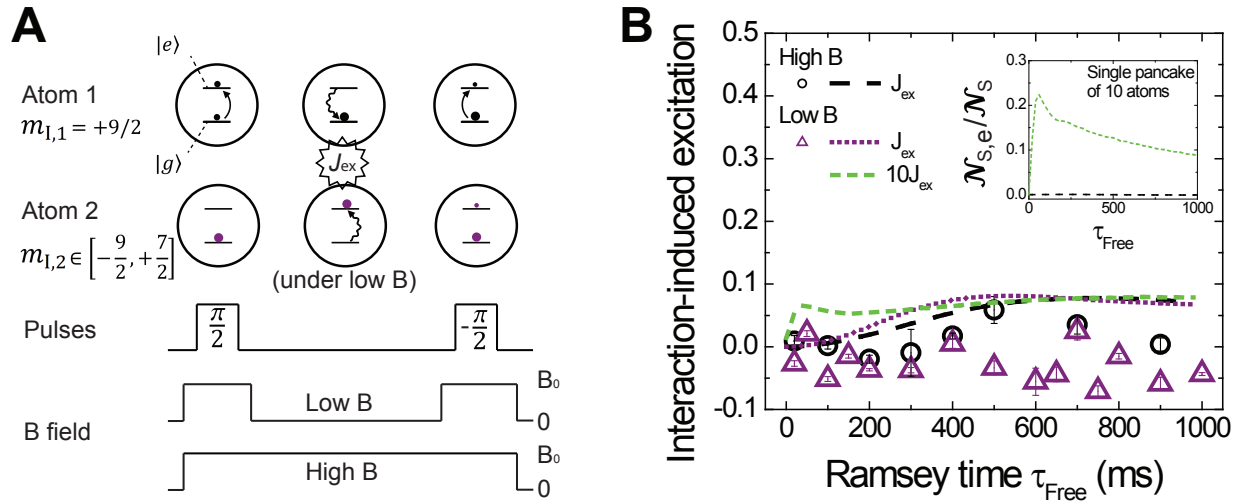 A
|e⟩
Atom 1
m_{I,1} = +9/2
|g⟩
J_ex
Atom 2
m_{I,2} ∈ [-9/2, +7/2]
(under low B)
Pulses
π/2
-π/2
B field
Low B
B₀
0
High B
B₀
0
B
Interaction-induced excitation
0.5
0.4
0.3
0.2
0.1
0.0
-0.1
High B
J_ex
Low B
J_ex
10J_ex
Single pancake
of 10 atoms
𝒩_{S,e}/𝒩_S
0.3
0.2
0.1
0.0
0
500
1000
τ_Free
0
200
400
600
800
1000
Ramsey time τ_Free (ms)